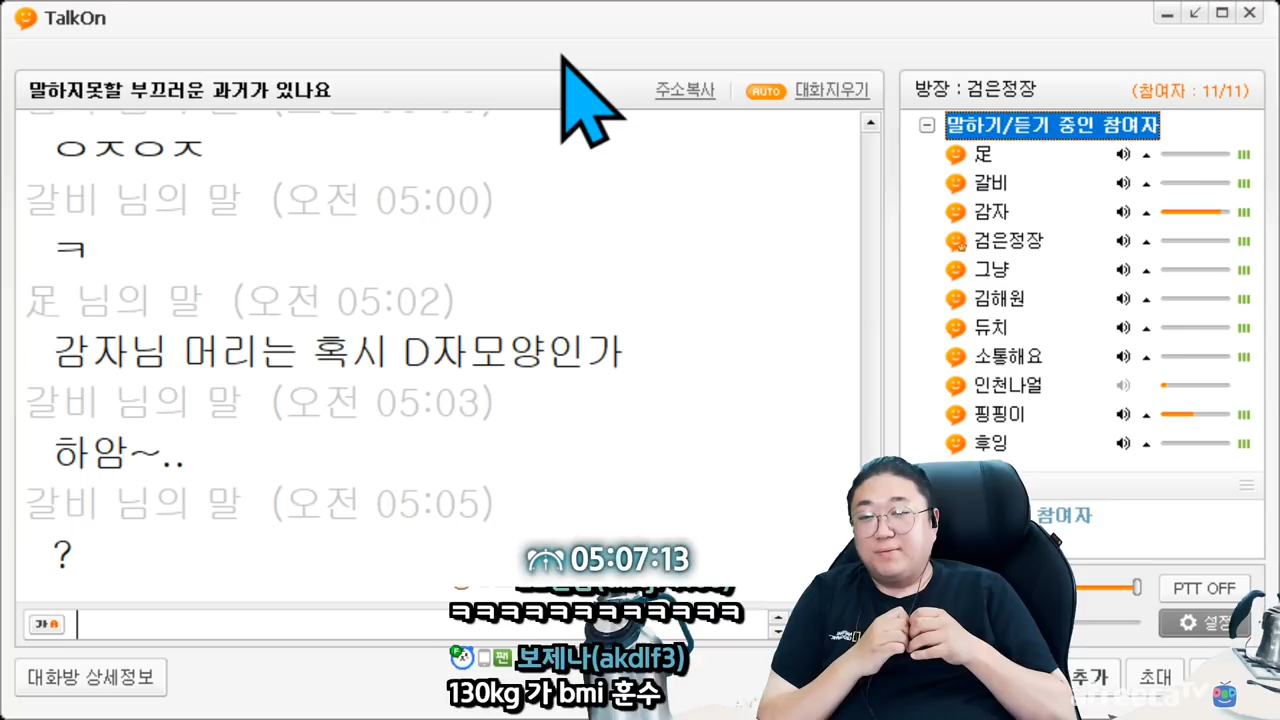 TalkOn
말하지못할 부끄러운 과거가 있나요
주소복사
AUTO
대화지우기
ㅇㅈㅇㅈ
갈비 님의 말 (오전 05:00)
ㅋ
足 님의 말 (오전 05:02)
감자님 머리는 혹시 D자모양인가
갈비 님의 말 (오전 05:03)
하암~..
갈비 님의 말 (오전 05:05)
?
가
대화방 상세정보
방장 : 검은정장
(참여자 : 11/11)
말하기/듣기 중인 참여자
足
갈비
감자
검은정장
그냥
김해원
듀치
소통해요
인천나얼
핑핑이
후잉
참여자
PTT OFF
설정
추가
초대
05:07:13
ㅋㅋㅋㅋㅋㅋㅋㅋㅋㅋㅋㅋ
F
팬
보제나(akdlf3)
130kg 가 bmi 훈수
afreecaTV